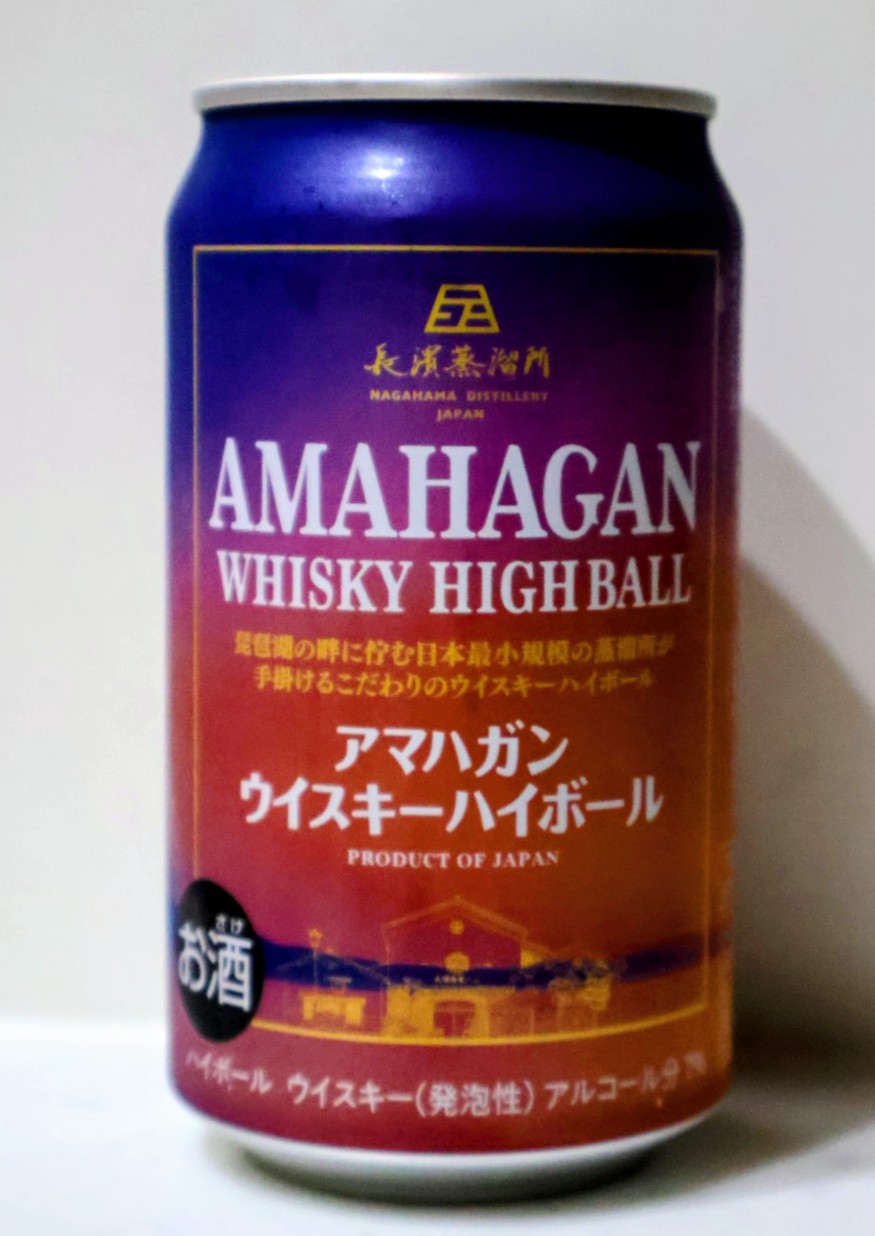 長濱蒸溜所
NAGAHAMA DISTILLERY
JAPAN
AMAHAGAN
WHISKY HIGHBALL
琵琶湖の畔に佇む日本最小規模の蒸溜所が
手掛けるこだわりのウイスキーハイボール
アマハガン
ウイスキーハイボール
PRODUCT OF JAPAN
さけ
お酒
ハイボール ウイスキー(発泡性) アルコール分 7%